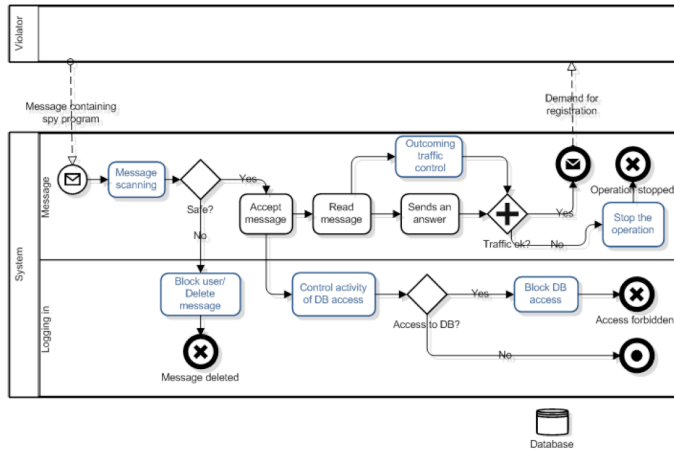 Violator
Message containing
spy program
Demand for
registration
System
Message
Message
scanning
Safe?
Yes
No
Accept
message
Read
message
Outcoming
traffic
control
Sends an
answer
Traffic ok?
Yes
No
Operation stopped
Stop the
operation
Logging in
Block user/
Delete
message
Message deleted
Control activity
of DB access
Access to DB?
Yes
No
Block DB
access
Access forbidden
Database